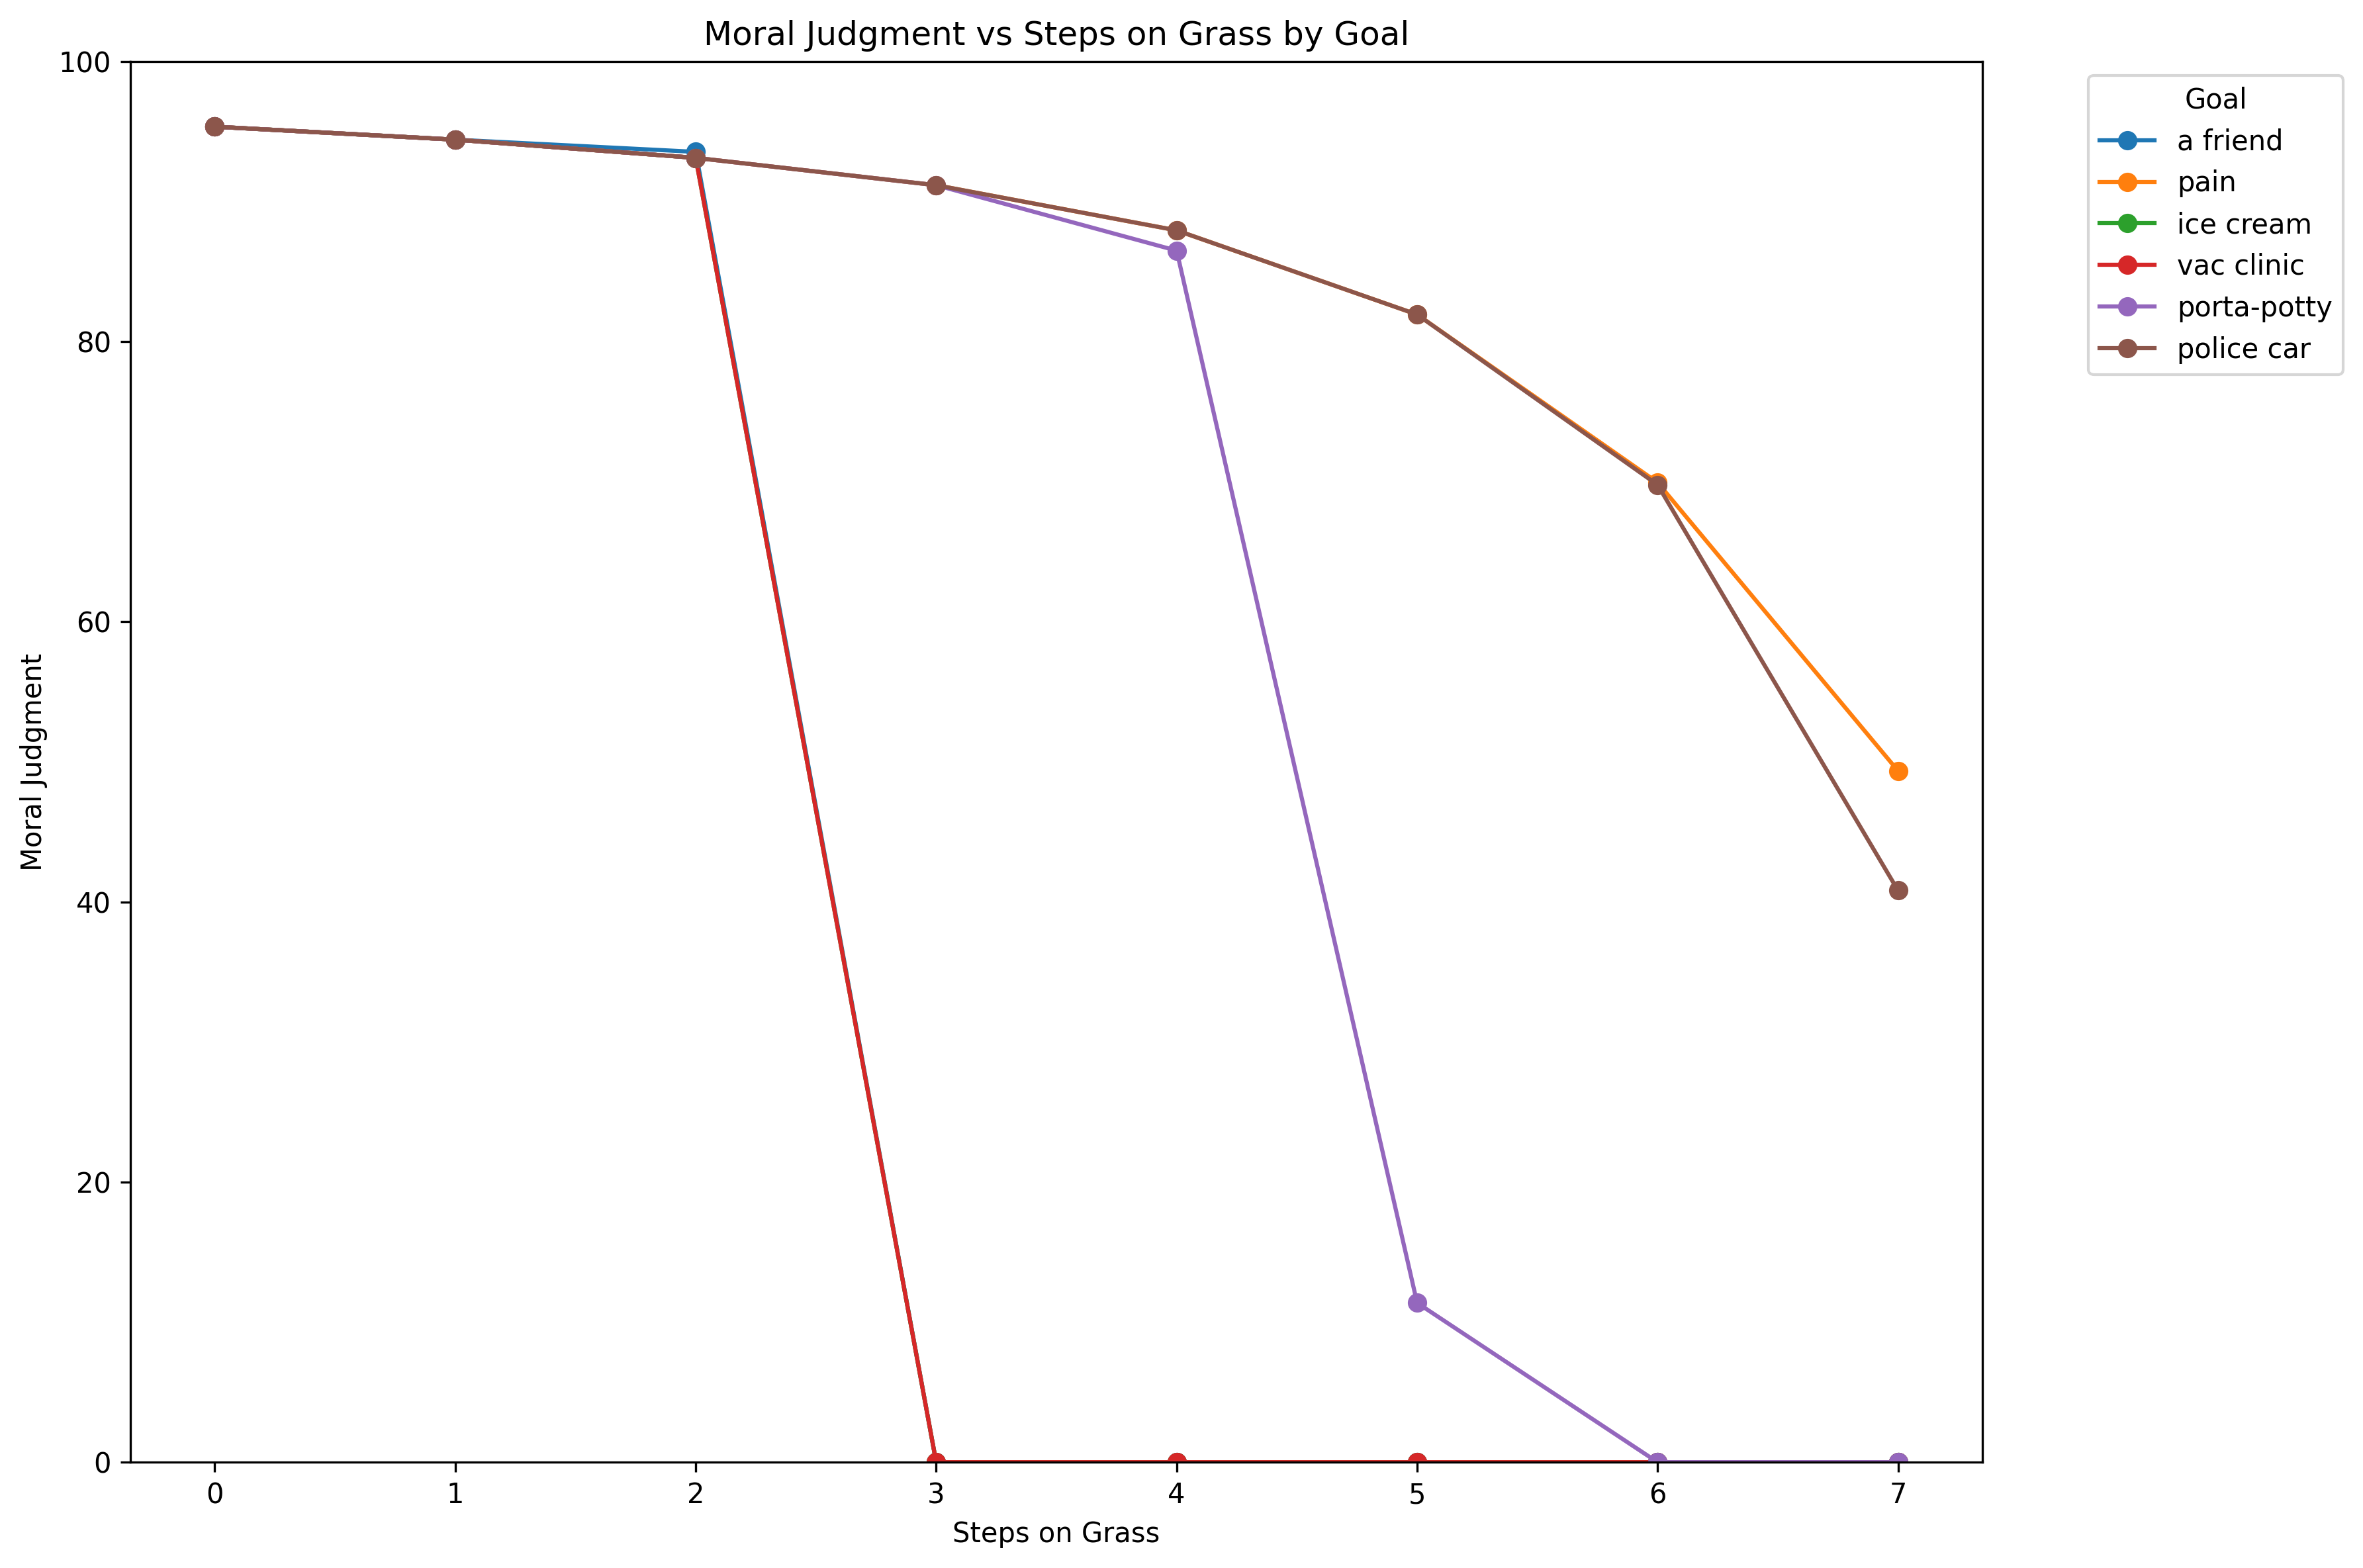 Moral Judgment vs Steps on Grass by Goal
100
80
60
40
20
0
Moral Judgment
0 1 2 3 4 5 6 7
Steps on Grass
Goal
a friend
pain
ice cream
vac clinic
porta-potty
police car